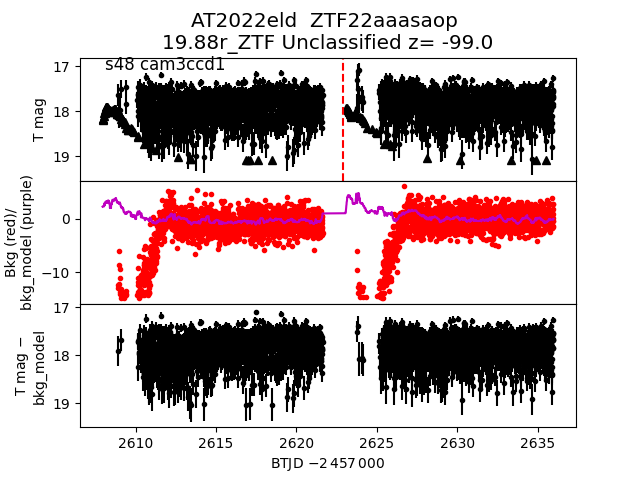 AT2022eld  ZTF22aaasaop
19.88r_ZTF Unclassified z= -99.0
s48 cam3ccd1
17
18
19
T mag
0
−10
Bkg (red)/
bkg_model (purple)
17
18
19
T mag −
bkg_model
2610 2615 2620 2625 2630 2635
BTJD −2 457 000